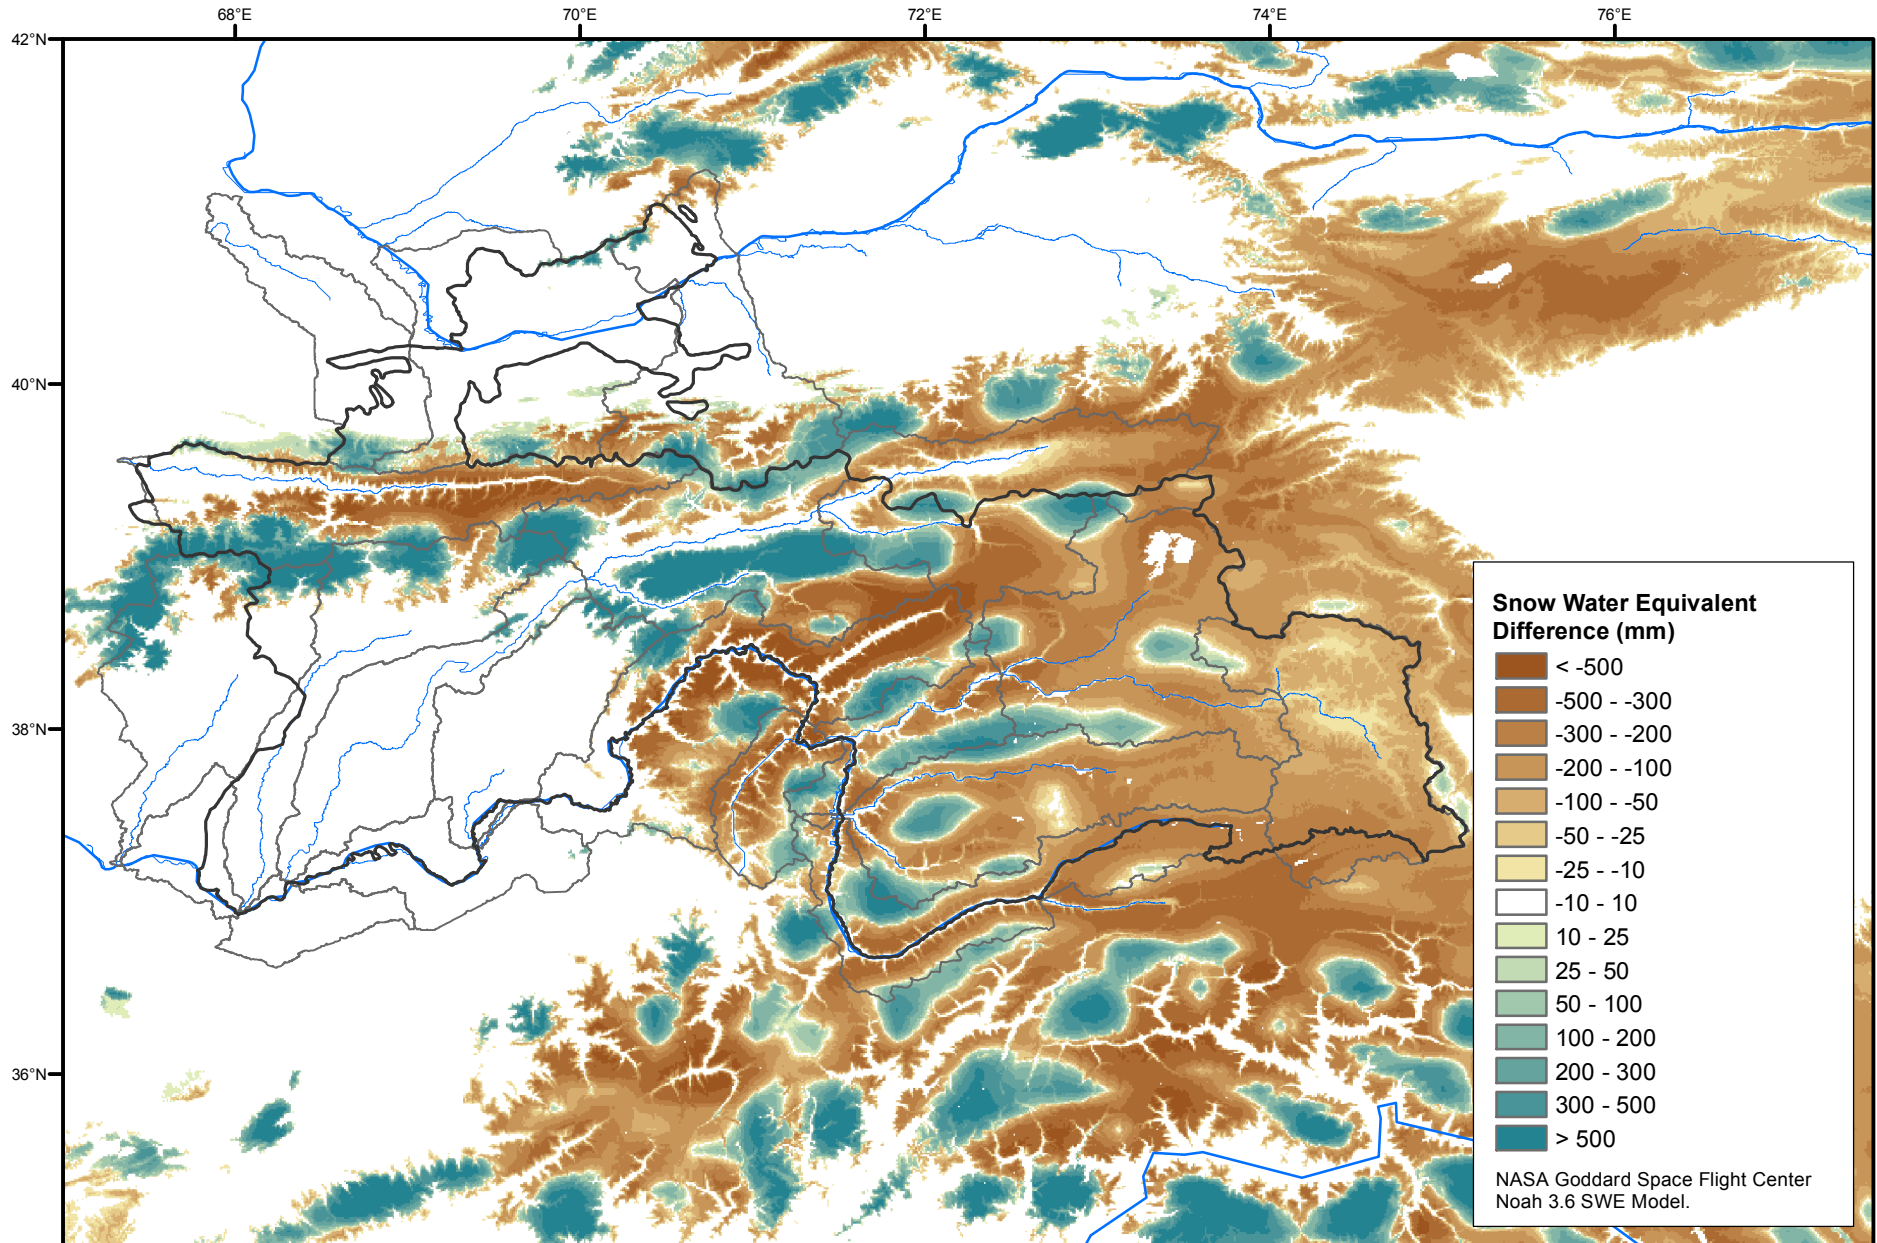 68°E
70°E
72°E
74°E
76°E
42°N
40°N
38°N
36°N
Snow Water Equivalent
Difference (mm)
< -500
-500 - -300
-300 - -200
-200 - -100
-100 - -50
-50 - -25
-25 - -10
-10 - 10
10 - 25
25 - 50
50 - 100
100 - 200
200 - 300
300 - 500
> 500
NASA Goddard Space Flight Center
Noah 3.6 SWE Model.